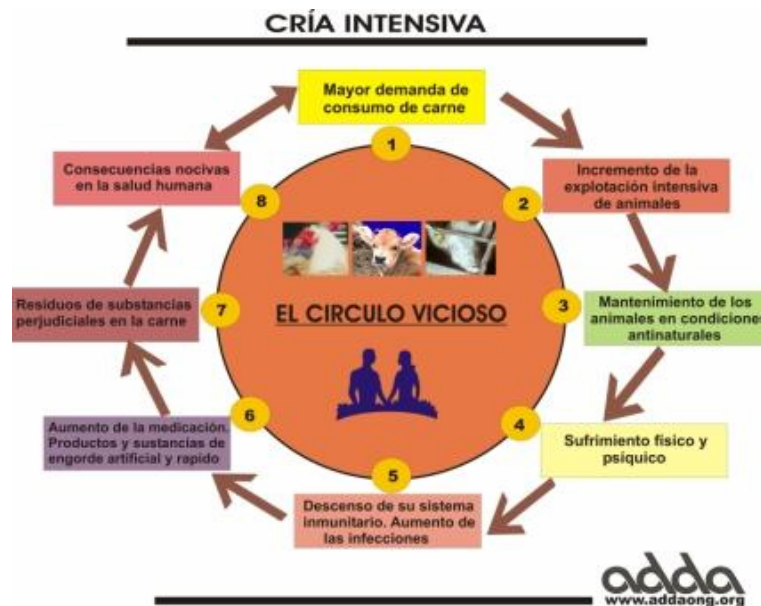 CRÍA INTENSIVA
Mayor demanda de
consumo de carne
1
Incremento de la
explotación intensiva
de animales
2
Mantenimiento de los
animales en condiciones
antinaturales
3
Sufrimiento físico y
psíquico
4
Descenso de su sistema
inmunitario. Aumento de
las infecciones
5
Aumento de la medicación.
Productos y sustancias de
engorde artificial y rapido
6
Residuos de substancias
perjudiciales en la carne
7
Consecuencias nocivas
en la salud humana
8
EL CIRCULO VICIOSO
adda
www.addaong.org